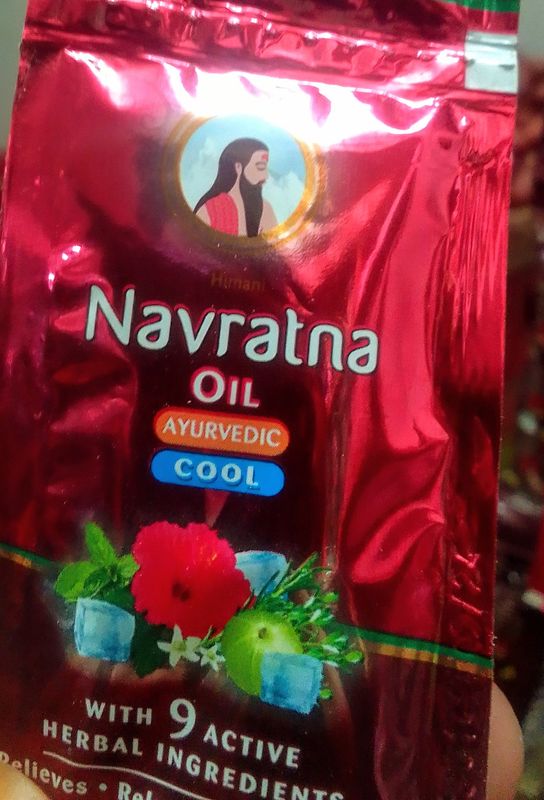 Himani
Navratna
OIL
AYURVEDIC
COOL
WITH 9 ACTIVE
HERBAL INGREDIENTS
Relieves •